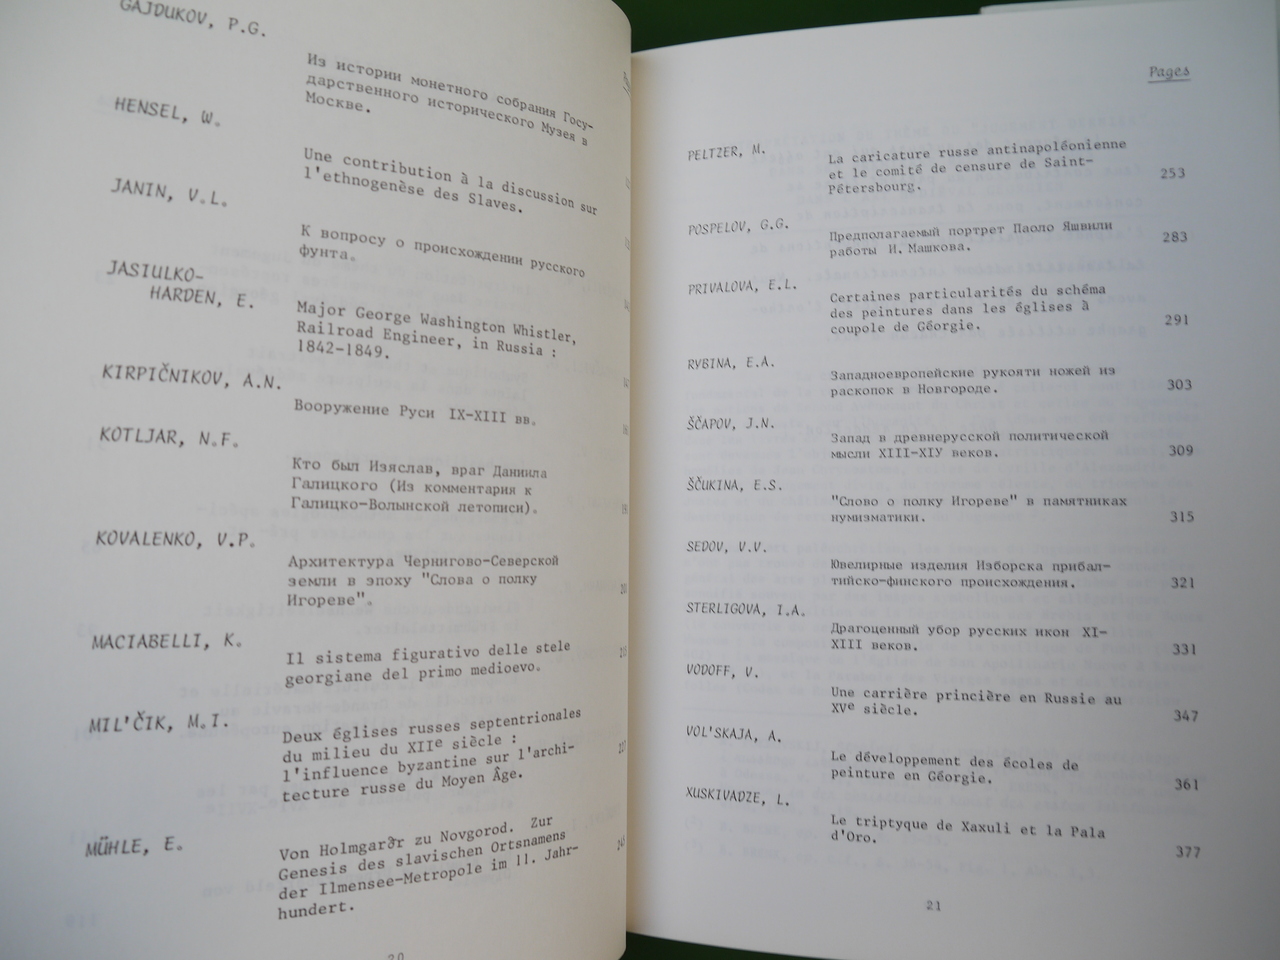 GAJDUKOV, P.G.
Из истории монетного собрания Госу-
дарственного исторического Музея в
Москве.
HENSEL, W.
Une contribution à la discussion sur
l'ethnogenèse des Slaves.
JANIN, V.L.
К вопросу о происхождении русского
фунта.
JASIULKO-
HARDEN, E.
Major George Washington Whistler,
Railroad Engineer, in Russia :
1842-1849.
KIRPIČNIKOV, A.N.
Вооружение Руси IX-XIII вв.
KOTLJAR, N.F.
Кто был Изяслав, враг Даниила
Галицкого (Из комментария к
Галицко-Волынской летописи).
KOVALENKO, V.P.
Архитектура Чернигово-Северской
земли в эпоху "Слова о полку
Игореве".
MACIABELLI, K.
Il sistema figurativo delle stele
georgiane del primo medioevo.
215
MIL'ČIK, M.I.
Deux églises russes septentrionales
du milieu du XIIe siècle :
l'influence byzantine sur l'archi-
tecture russe du Moyen Âge.
227
MÜHLE, E.
Von Holmgarðr zu Novgorod. Zur
Genesis des slavischen Ortsnamens
der Ilmensee-Metropole im 11. Jahr-
hundert.
245
20
Pages
PELTZER, M.
La caricature russe antinapoléonienne
et le comité de censure de Saint-
Pétersbourg.
253
POSPELOV, G.G.
Предполагаемый портрет Паоло Яшвили
работы И. Машкова.
283
PRIVALOVA, E.L.
Certaines particularités du schéma
des peintures dans les églises à
coupole de Géorgie.
291
RYBINA, E.A.
Западноевропейские рукояти ножей из
раскопок в Новгороде.
303
ŠČAPOV, J.N.
Запад в древнерусской политической
мысли XIII-XIУ веков.
309
ŠČUKINA, E.S.
"Слово о полку Игореве" в памятниках
нумизматики.
315
SEDOV, V.V.
Ювелирные изделия Изборска прибал-
тийско-финского происхождения.
321
STERLIGOVA, I.A.
Драгоценный убор русских икон XI-
XIII веков.
331
VODOFF, V.
Une carrière princière en Russie au
XVe siècle.
347
VOL'SKAJA, A.
Le développement des écoles de
peinture en Géorgie.
361
XUSKIVADZE, L.
Le triptyque de Xaxuli et la Pala
d'Oro.
377
21